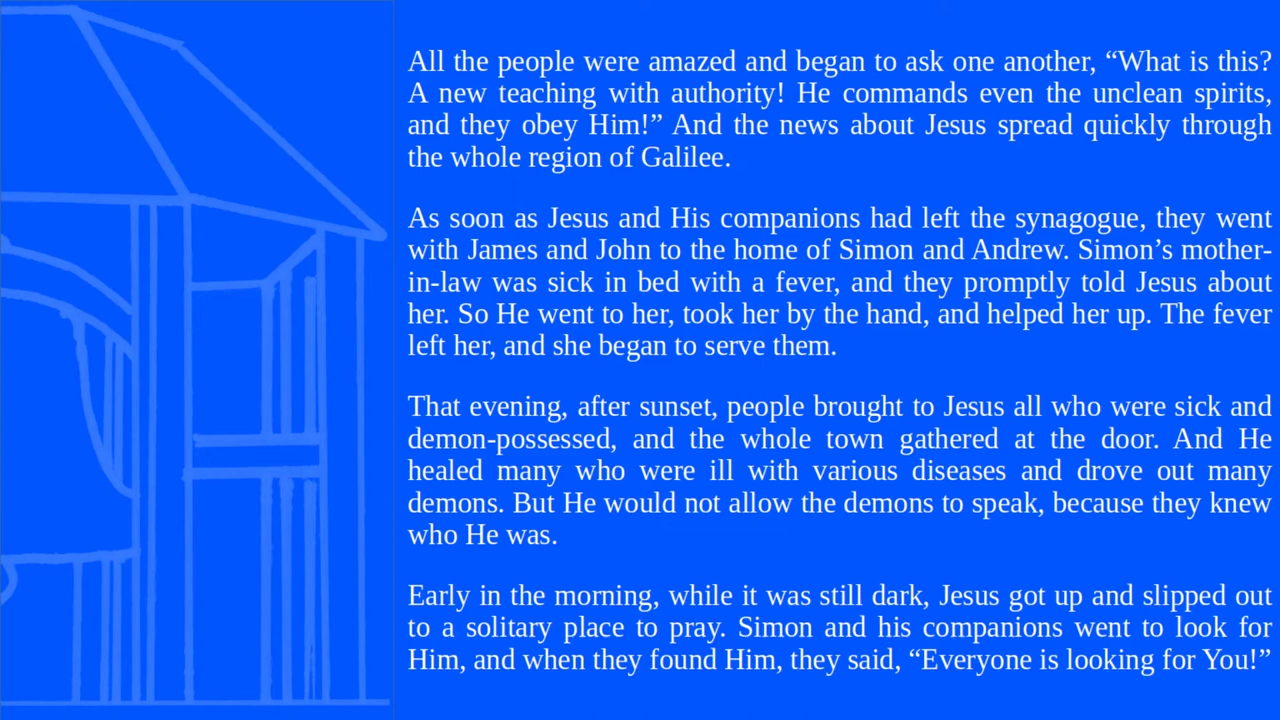 All the people were amazed and began to ask one another, “What is this?
A new teaching with authority! He commands even the unclean spirits,
and they obey Him!” And the news about Jesus spread quickly through
the whole region of Galilee.
As soon as Jesus and His companions had left the synagogue, they went
with James and John to the home of Simon and Andrew. Simon’s mother-
in-law was sick in bed with a fever, and they promptly told Jesus about
her. So He went to her, took her by the hand, and helped her up. The fever
left her, and she began to serve them.
That evening, after sunset, people brought to Jesus all who were sick and
demon-possessed, and the whole town gathered at the door. And He
healed many who were ill with various diseases and drove out many
demons. But He would not allow the demons to speak, because they knew
who He was.
Early in the morning, while it was still dark, Jesus got up and slipped out
to a solitary place to pray. Simon and his companions went to look for
Him, and when they found Him, they said, “Everyone is looking for You!”